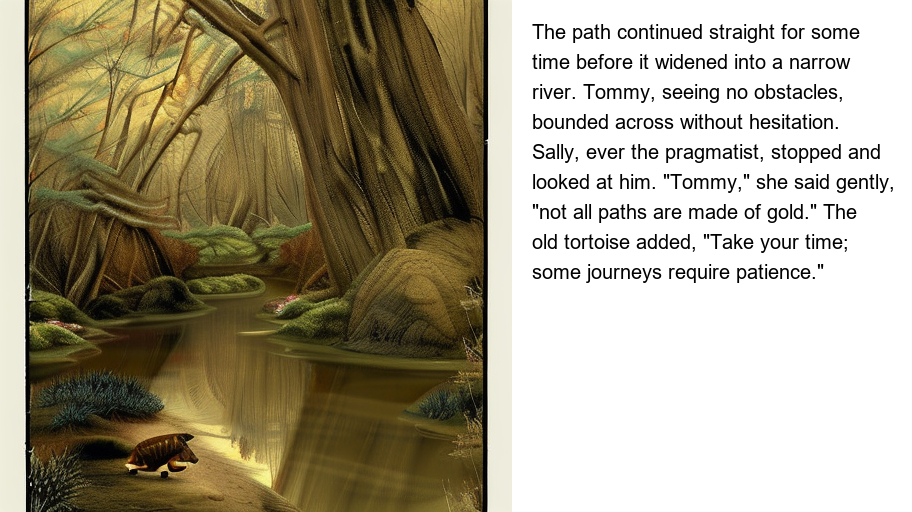 The path continued straight for some
time before it widened into a narrow
river. Tommy, seeing no obstacles,
bounded across without hesitation.
Sally, ever the pragmatist, stopped and
looked at him. "Tommy," she said gently,
"not all paths are made of gold." The
old tortoise added, "Take your time;
some journeys require patience."